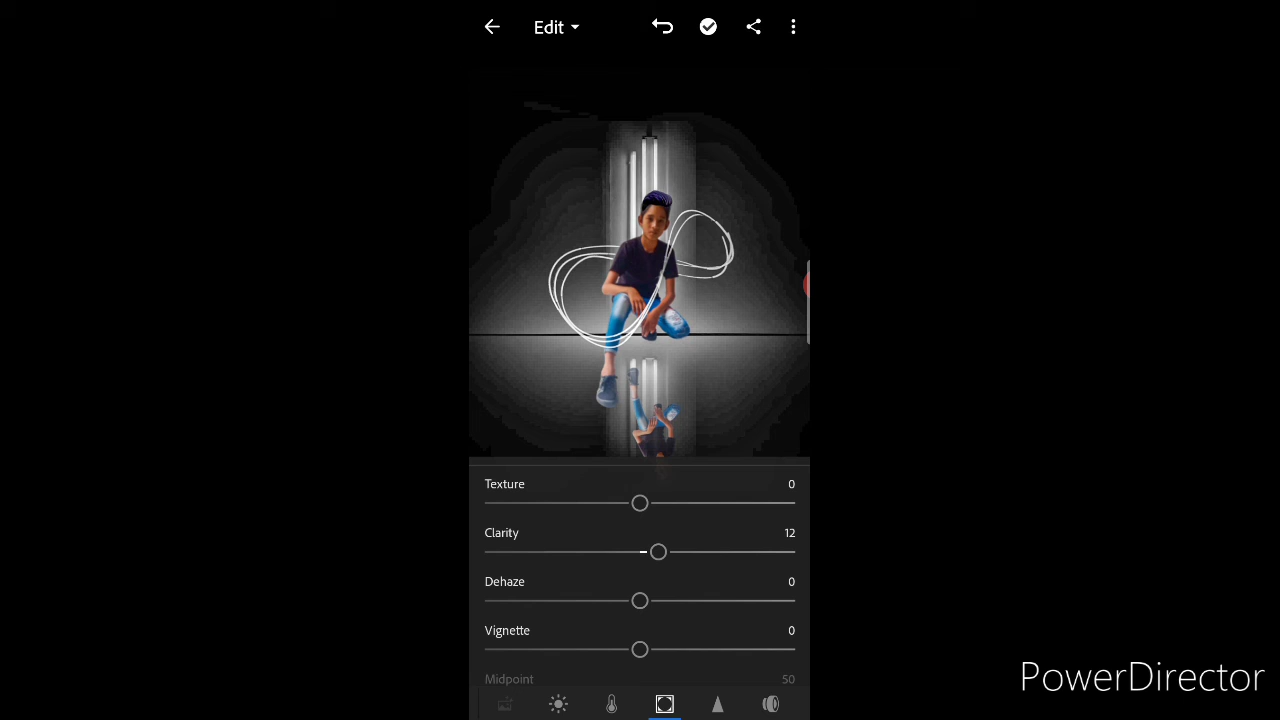 Edit
Texture 0
Clarity 12
Dehaze 0
Vignette 0
Midpoint 50
PowerDirector